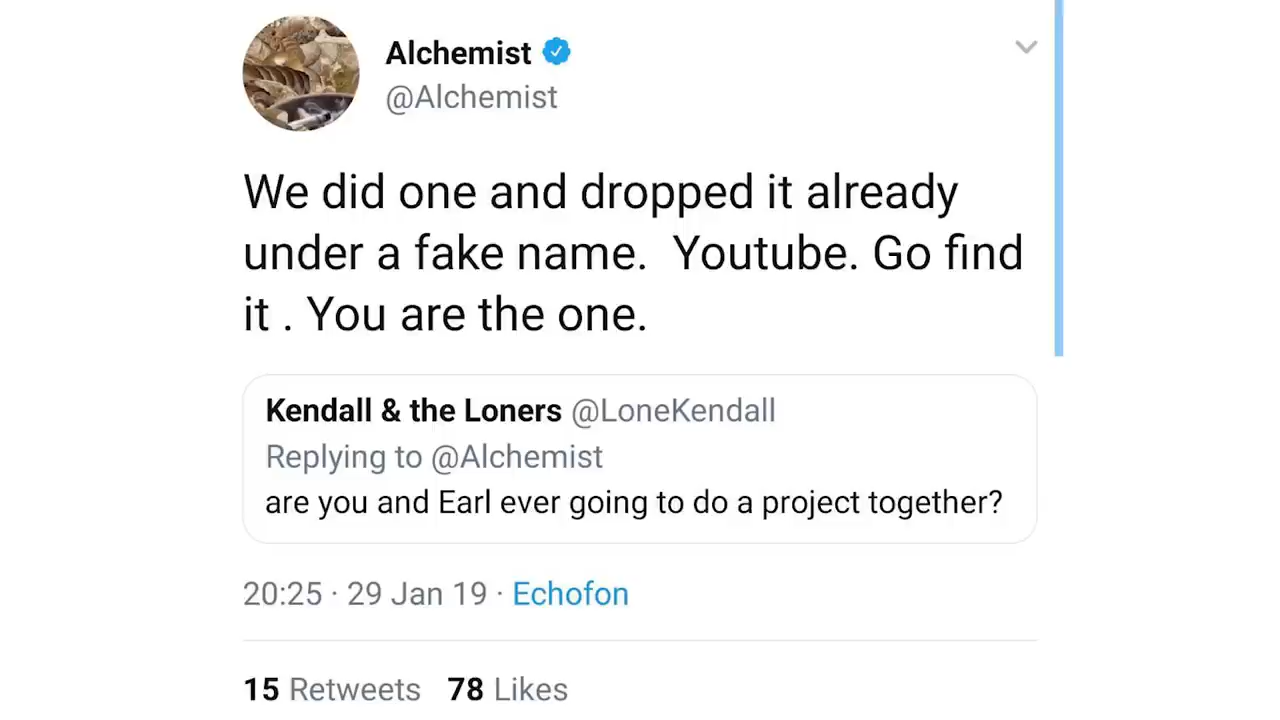 Alchemist
@Alchemist
We did one and dropped it already
under a fake name.  Youtube. Go find
it . You are the one.
Kendall & the Loners @LoneKendall
Replying to @Alchemist
are you and Earl ever going to do a project together?
20:25 · 29 Jan 19 · Echofon
15 Retweets 78 Likes